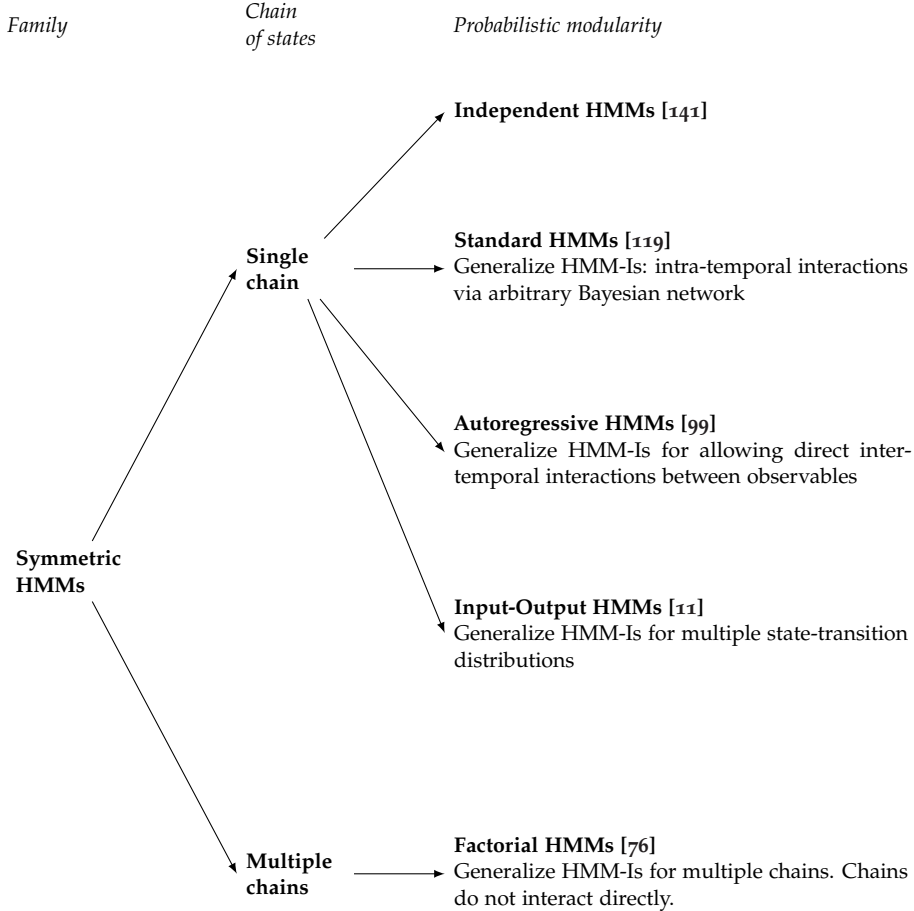 Family
Chain
of states
Probabilistic modularity
Independent HMMs [141]
Single
chain
Standard HMMs [119]
Generalize HMM-Is: intra-temporal interactions
via arbitrary Bayesian network
Autoregressive HMMs [99]
Generalize HMM-Is for allowing direct inter-
temporal interactions between observables
Symmetric
HMMs
Input-Output HMMs [11]
Generalize HMM-Is for multiple state-transition
distributions
Multiple
chains
Factorial HMMs [76]
Generalize HMM-Is for multiple chains. Chains
do not interact directly.